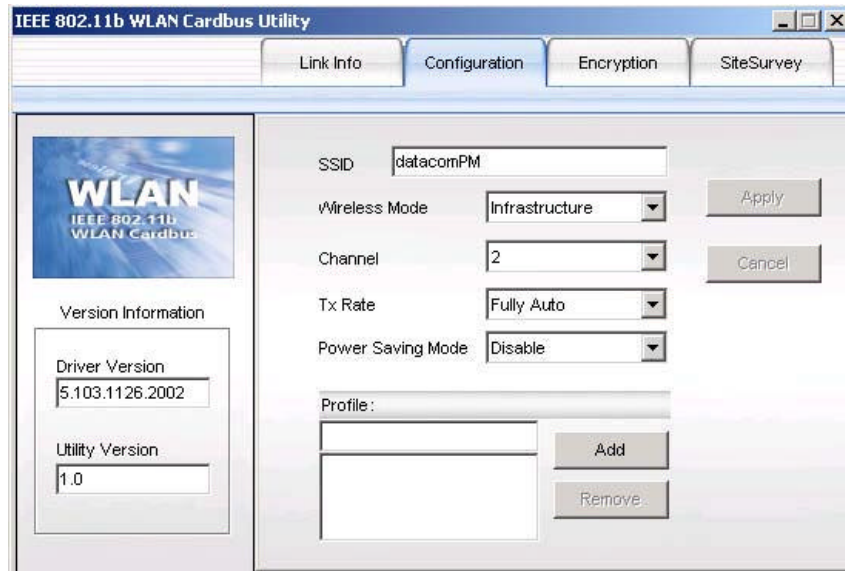 IEEE 802.11b WLAN Cardbus Utility
Link Info
Configuration
Encryption
SiteSurvey
WLAN
IEEE 802.11b
WLAN Cardbus
Version Information
Driver Version
5.103.1126.2002
Utility Version
1.0
SSID
datacomPM
Wireless Mode
Infrastructure
Channel
2
Tx Rate
Fully Auto
Power Saving Mode
Disable
Apply
Cancel
Profile :
Add
Remove